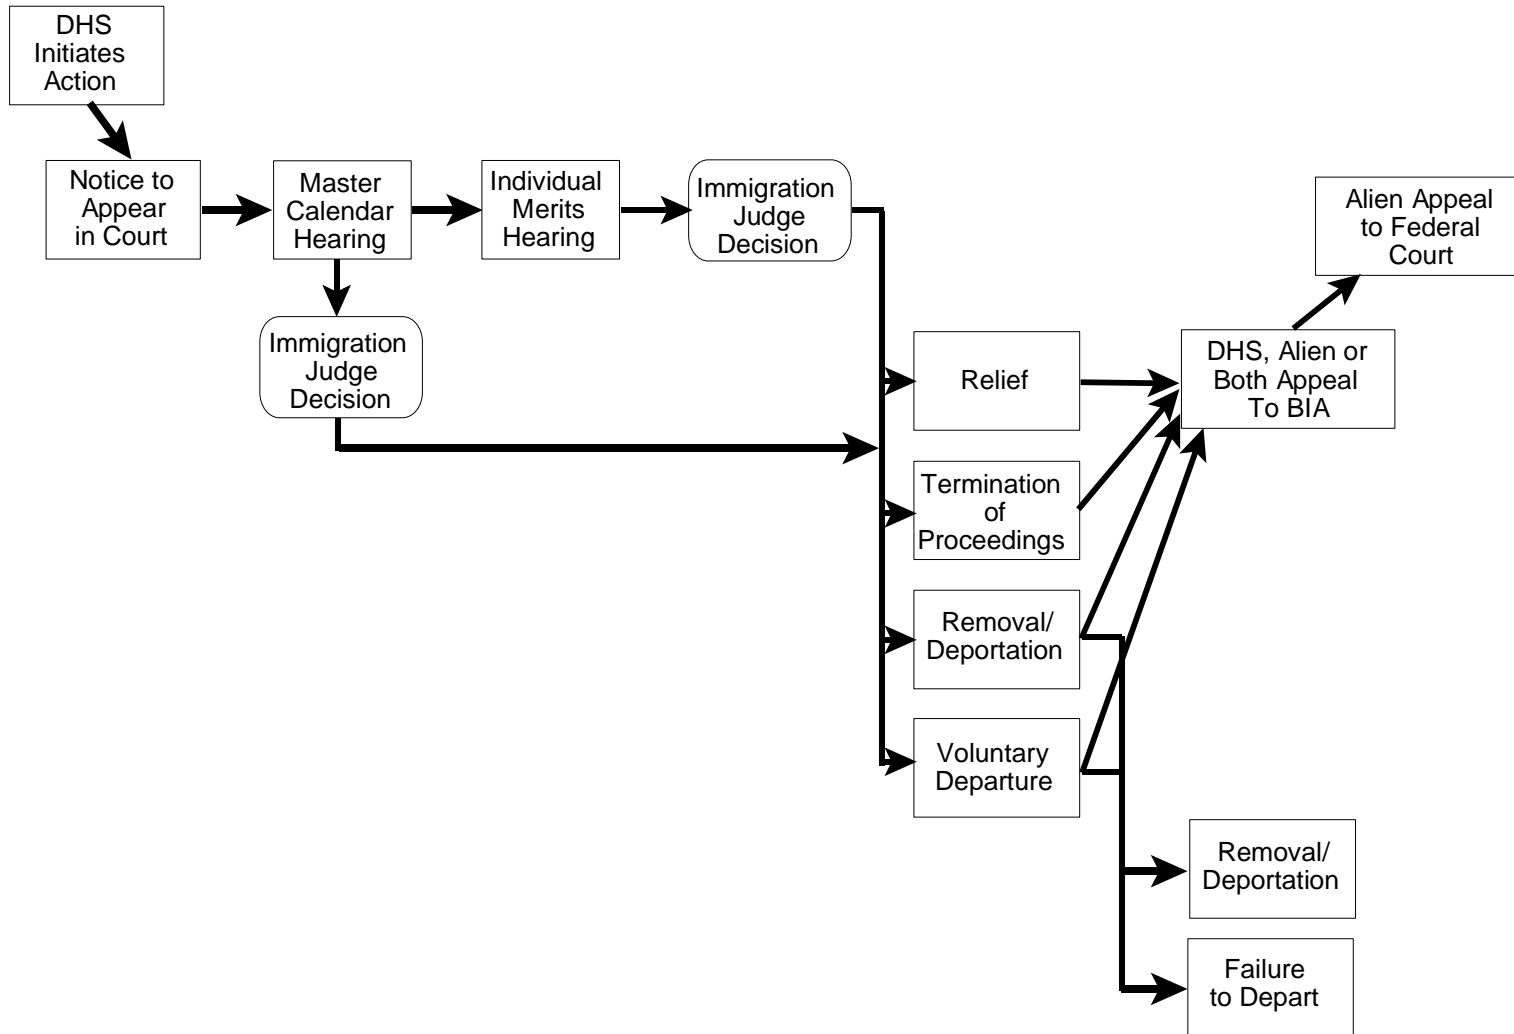 DHS
Initiates
Action
Notice to
Appear
in Court
Master
Calendar
Hearing
Individual
Merits
Hearing
Immigration
Judge
Decision
Alien Appeal
to Federal
Court
Immigration
Judge
Decision
Relief
DHS, Alien or
Both Appeal
To BIA
Termination
of
Proceedings
Removal/
Deportation
Voluntary
Departure
Removal/
Deportation
Failure
to Depart